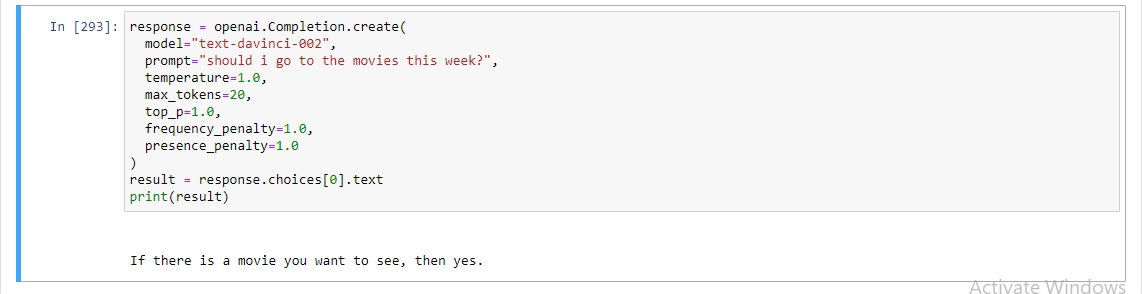 In [293]: response = openai.Completion.create(
  model="text-davinci-002",
  prompt="should i go to the movies this week?",
  temperature=1.0,
  max_tokens=20,
  top_p=1.0,
  frequency_penalty=1.0,
  presence_penalty=1.0
)
result = response.choices[0].text
print(result)
If there is a movie you want to see, then yes.
Activate Windows